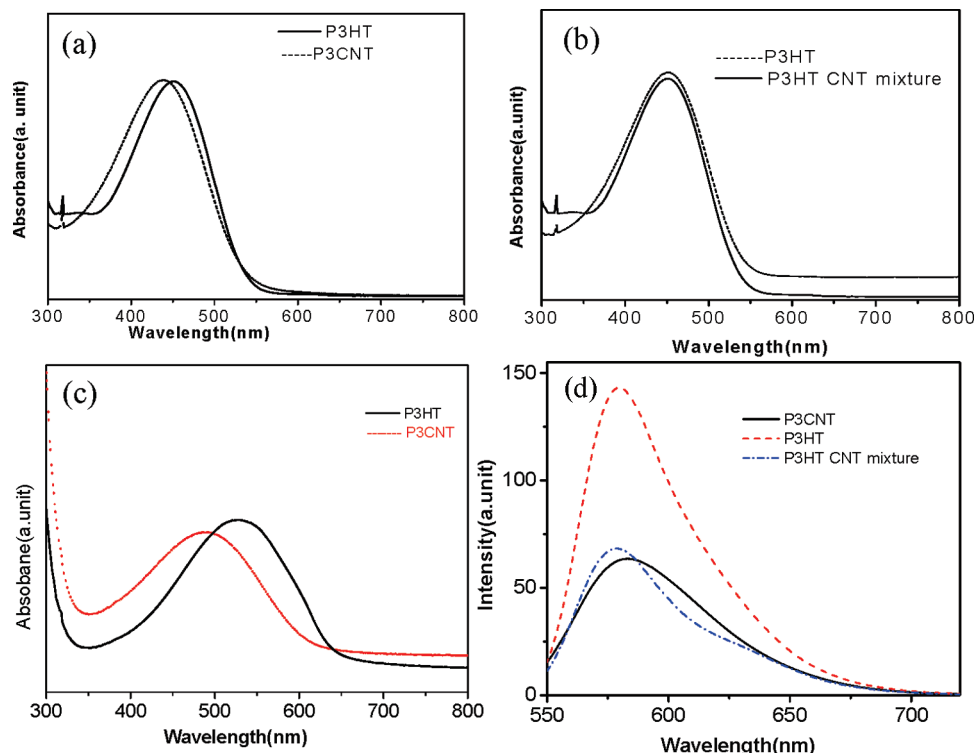 (a)
P3HT
P3CNT
Absorbance(a. unit)
300 400 500 600 700 800
Wavelength(nm)
(b)
P3HT
P3HT CNT mixture
Absorbance(a.unit)
300 400 500 600 700 800
Wavelength(nm)
(c)
P3HT
P3CNT
Absobane(a.unit)
300 400 500 600 700 800
Wavelength(nm)
(d)
P3CNT
P3HT
P3HT CNT mixture
Intensity(a.unit)
150
100
50
0
550 600 650 700
Wavelength(nm)